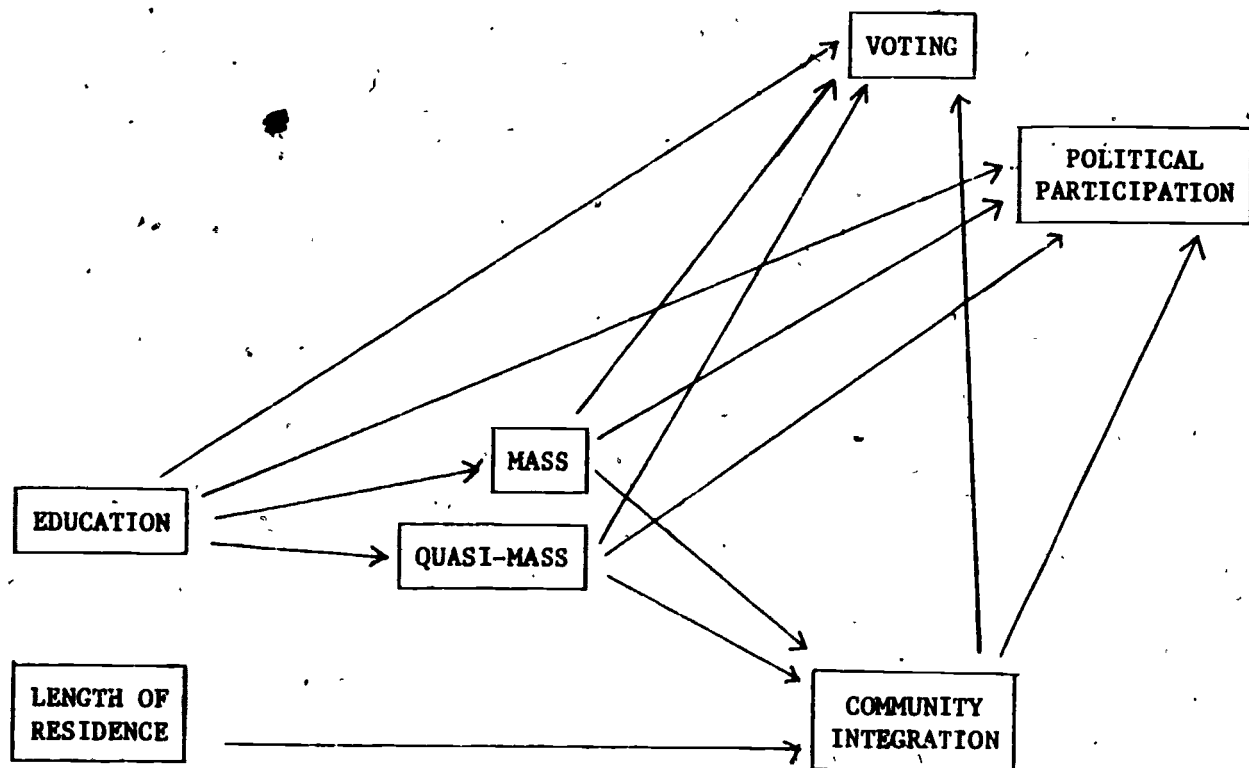 VOTING
POLITICAL
PARTICIPATION
MASS
EDUCATION
QUASI-MASS
LENGTH OF
RESIDENCE
COMMUNITY
INTEGRATION